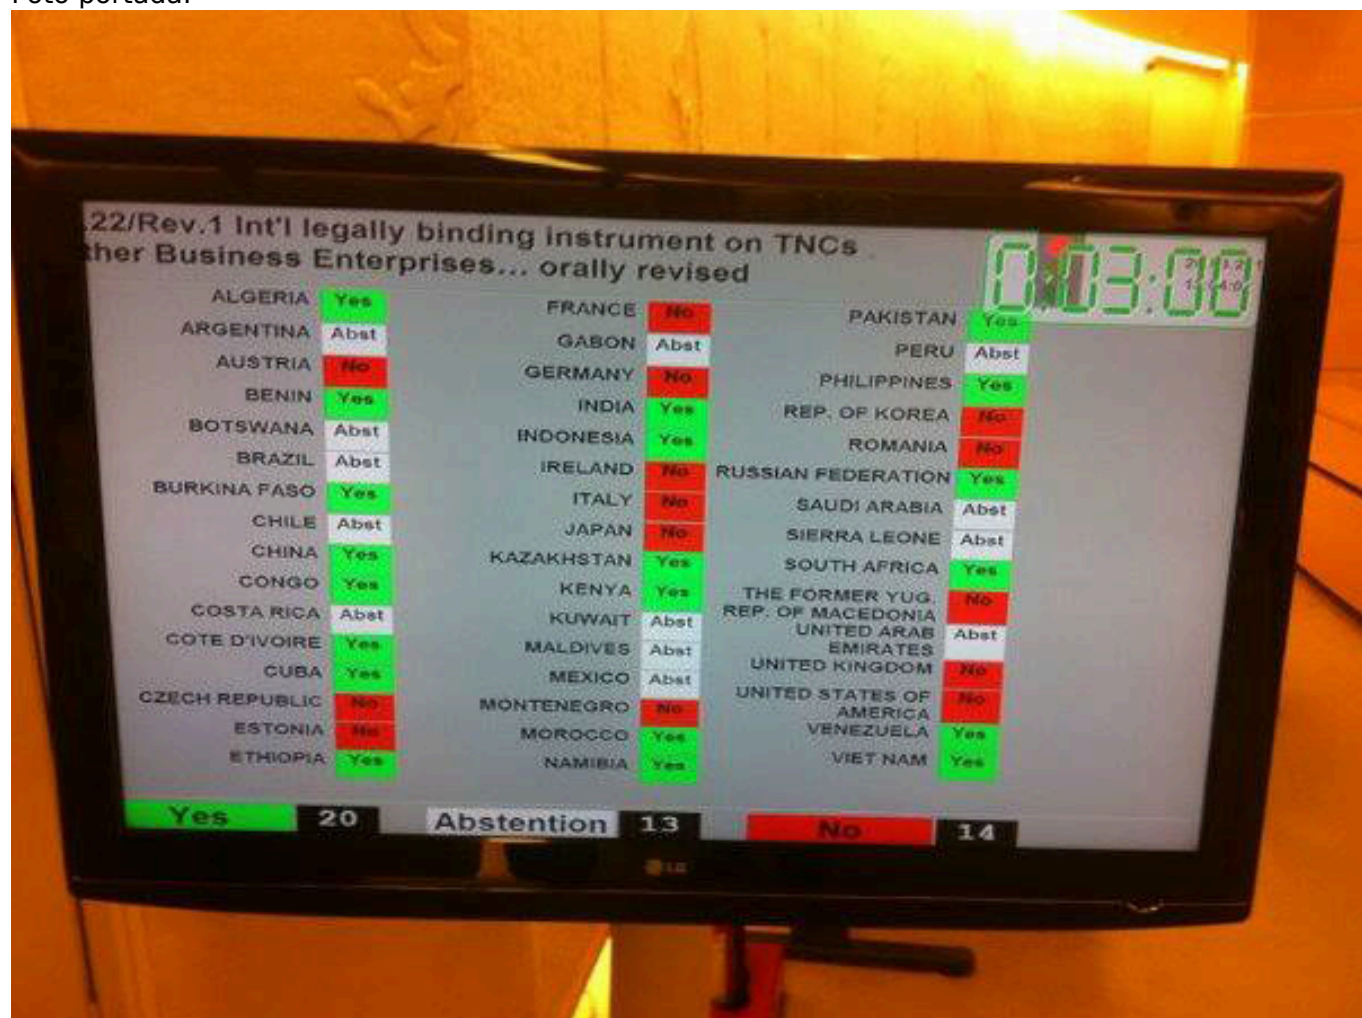 .22/Rev.1 Int'l legally binding instrument on TNCs
ther Business Enterprises... orally revised
0:03:00
ALGERIA Yes
ARGENTINA Abst
AUSTRIA No
BENIN Yes
BOTSWANA Abst
BRAZIL Abst
BURKINA FASO Yes
CHILE Abst
CHINA Yes
CONGO Yes
COSTA RICA Abst
COTE D'IVOIRE Yes
CUBA Yes
CZECH REPUBLIC No
ESTONIA No
ETHIOPIA Yes
FRANCE No
GABON Abst
GERMANY No
INDIA Yes
INDONESIA Yes
IRELAND No
ITALY No
JAPAN No
KAZAKHSTAN Yes
KENYA Yes
KUWAIT Abst
MALDIVES Abst
MEXICO Abst
MONTENEGRO No
MOROCCO Yes
NAMIBIA Yes
PAKISTAN Yes
PERU Abst
PHILIPPINES Yes
REP. OF KOREA No
ROMANIA No
RUSSIAN FEDERATION Yes
SAUDI ARABIA Abst
SIERRA LEONE Abst
SOUTH AFRICA Yes
THE FORMER YUG. No
REP. OF MACEDONIA
UNITED ARAB Abst
EMIRATES
UNITED KINGDOM No
UNITED STATES OF No
AMERICA
VENEZUELA Yes
VIET NAM Yes
Yes 20 Abstention 13 No 14
LG